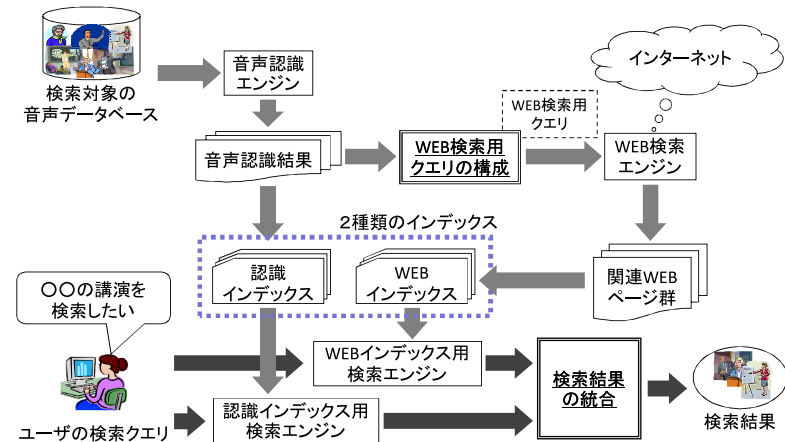 検索対象の
音声データベース
音声認識
エンジン
インターネット
WEB検索用
クエリ
音声認識結果
WEB検索用
クエリの構成
WEB検索
エンジン
２種類のインデックス
認識
インデックス
WEB
インデックス
関連WEB
ページ群
〇〇の講演を
検索したい
WEBインデックス用
検索エンジン
検索結果
の統合
ユーザの検索クエリ
認識インデックス用
検索エンジン
検索結果